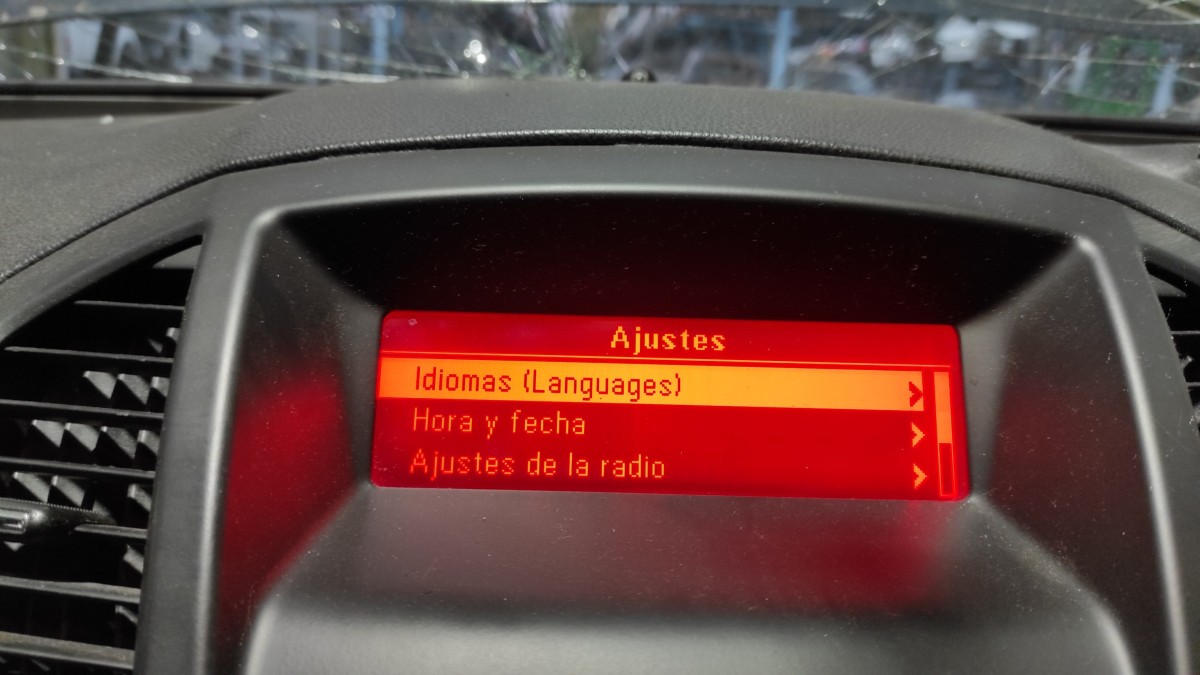 Ajustes
Idiomas (Languages)
Hora y fecha
Ajustes de la radio